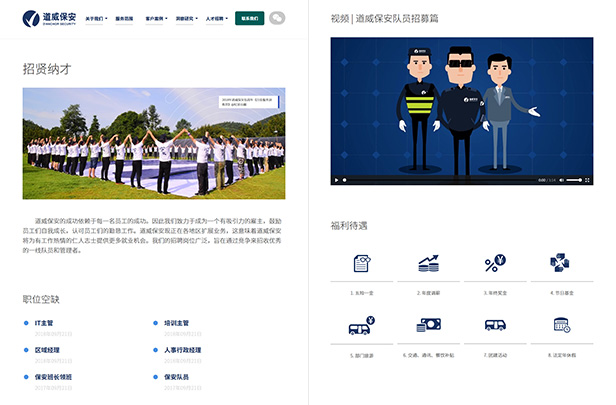 道威保安
DYNAGUARD SECURITY
关于我们 服务范围 客户案例 洞察研究 人才招聘 联系我们
招贤纳才
道威保安的成功依赖于每一名员工的成功。因此我们致力于成为一个有吸引力的雇主，鼓励
员工们自我成长。认可员工们的勤勉工作。道威保安现正在各地区扩展业务。这意味着道威保安
将为有工作热情的仁人志士提供更多就业机会。我们的招聘岗位广泛，旨在通过竞争来招收优秀
的一线队员和管理者。
职位空缺
IT主管
培训主管
区域经理
人事行政经理
保安班长领班
保安队员
视频 | 道威保安队员招募篇
0:00
福利待遇
1. 五险一金
2. 年度调薪
3. 年终奖金
4. 节日慰金
5. 部门旅游
6. 交通、通讯、餐饮补贴
7. 团建活动
8. 法定年休假